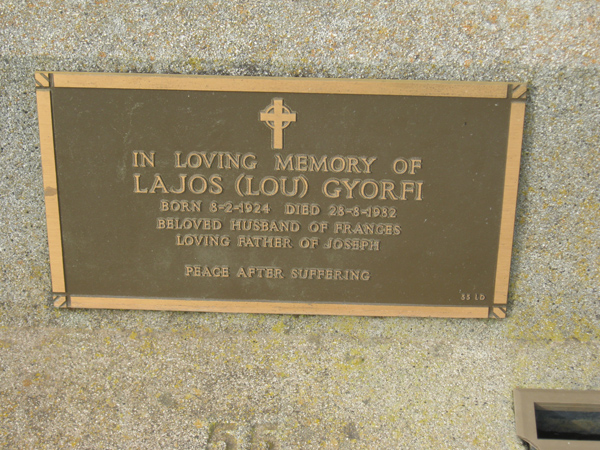 IN LOVING MEMORY OF
LAJOS (LOU) GYORFI
BORN 8-2-1924 DIED 28-8-1982
BELOVED HUSBAND OF FRANCES
LOVING FATHER OF JOSEPH
PEACE AFTER SUFFERING
55 LD